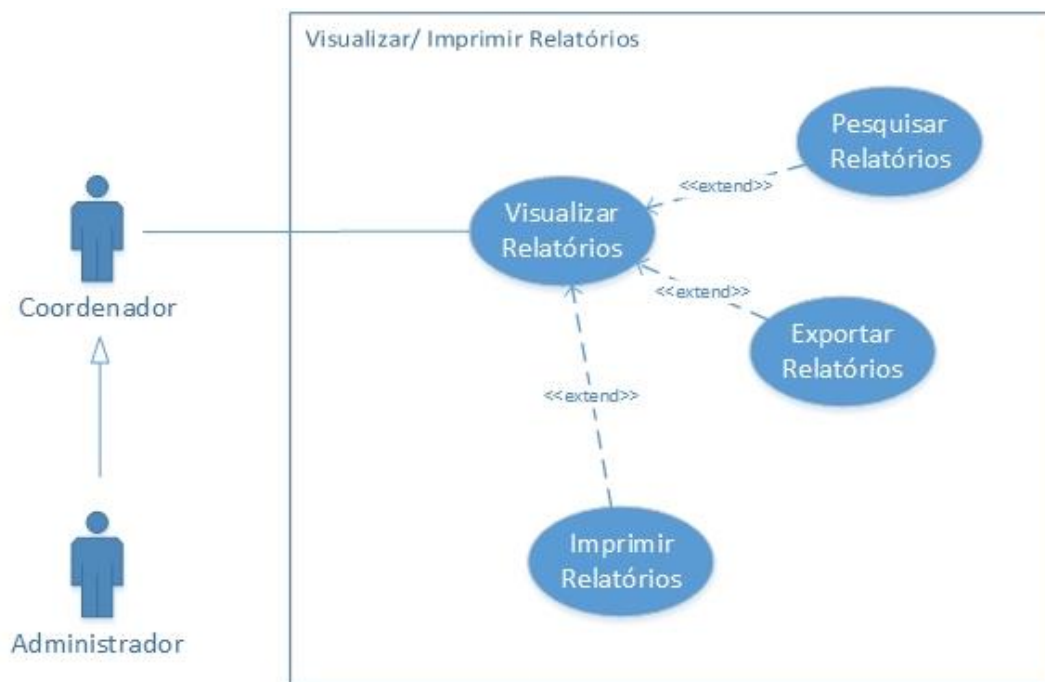 Visualizar/ Imprimir Relatórios
Pesquisar
Relatórios
<<extend>>
Visualizar
Relatórios
<<extend>>
Coordenador
Exportar
Relatórios
<<extend>>
Imprimir
Relatórios
Administrador